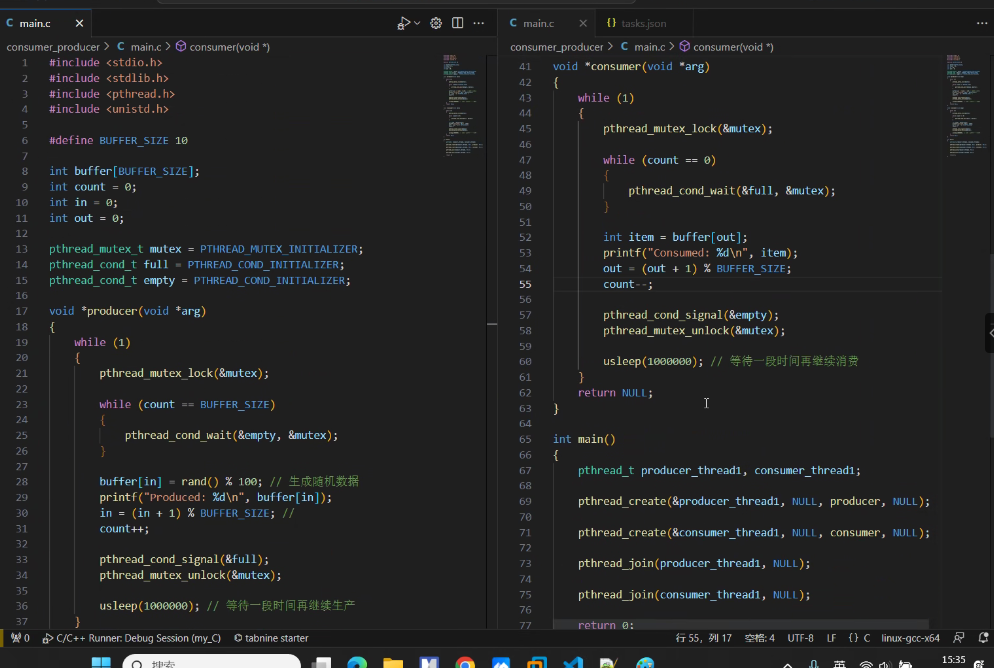 main.c
main.c
tasks.json
consumer_producer > C main.c > consumer(void *)
consumer_producer > C main.c > consumer(void *)
1 #include <stdio.h>
2 #include <stdlib.h>
3 #include <pthread.h>
4 #include <unistd.h>
5
6 #define BUFFER_SIZE 10
7
8 int buffer[BUFFER_SIZE];
9 int count = 0;
10 int in = 0;
11 int out = 0;
12
13 pthread_mutex_t mutex = PTHREAD_MUTEX_INITIALIZER;
14 pthread_cond_t full = PTHREAD_COND_INITIALIZER;
15 pthread_cond_t empty = PTHREAD_COND_INITIALIZER;
16
17 void *producer(void *arg)
18 {
19 while (1)
20 {
21 pthread_mutex_lock(&mutex);
22
23 while (count == BUFFER_SIZE)
24 {
25 pthread_cond_wait(&empty, &mutex);
26 }
27
28 buffer[in] = rand() % 100; // 生成随机数据
29 printf("Produced: %d\n", buffer[in]);
30 in = (in + 1) % BUFFER_SIZE; //
31 count++;
32
33 pthread_cond_signal(&full);
34 pthread_mutex_unlock(&mutex);
35
36 usleep(1000000); // 等待一段时间再继续生产
37 }
41 void *consumer(void *arg)
42 {
43 while (1)
44 {
45 pthread_mutex_lock(&mutex);
46
47 while (count == 0)
48 {
49 pthread_cond_wait(&full, &mutex);
50 }
51
52 int item = buffer[out];
53 printf("Consumed: %d\n", item);
54 out = (out + 1) % BUFFER_SIZE;
55 count--;
56
57 pthread_cond_signal(&empty);
58 pthread_mutex_unlock(&mutex);
59
60 usleep(1000000); // 等待一段时间再继续消费
61 }
62 return NULL;
63 }
64
65 int main()
66 {
67 pthread_t producer_thread1, consumer_thread1;
68
69 pthread_create(&producer_thread1, NULL, producer, NULL);
70
71 pthread_create(&consumer_thread1, NULL, consumer, NULL);
72
73 pthread_join(producer_thread1, NULL);
74
75 pthread_join(consumer_thread1, NULL);
76
77 return 0;
0 C/C++ Runner: Debug Session (my_C) tabnine starter 行 55，列 17 空格: 4 UTF-8 LF {} C linux-gcc-x64
搜索 英 15:35